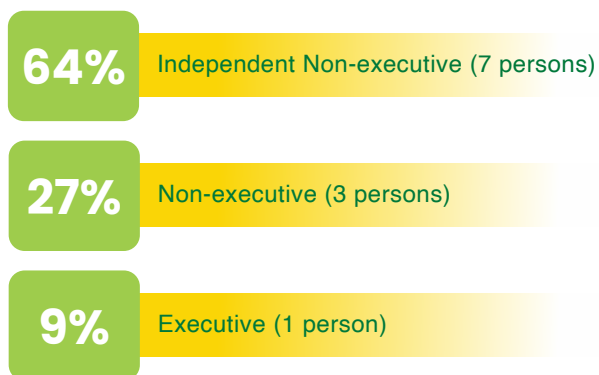 64%
Independent Non-executive (7 persons)
27%
Non-executive (3 persons)
9%
Executive (1 person)